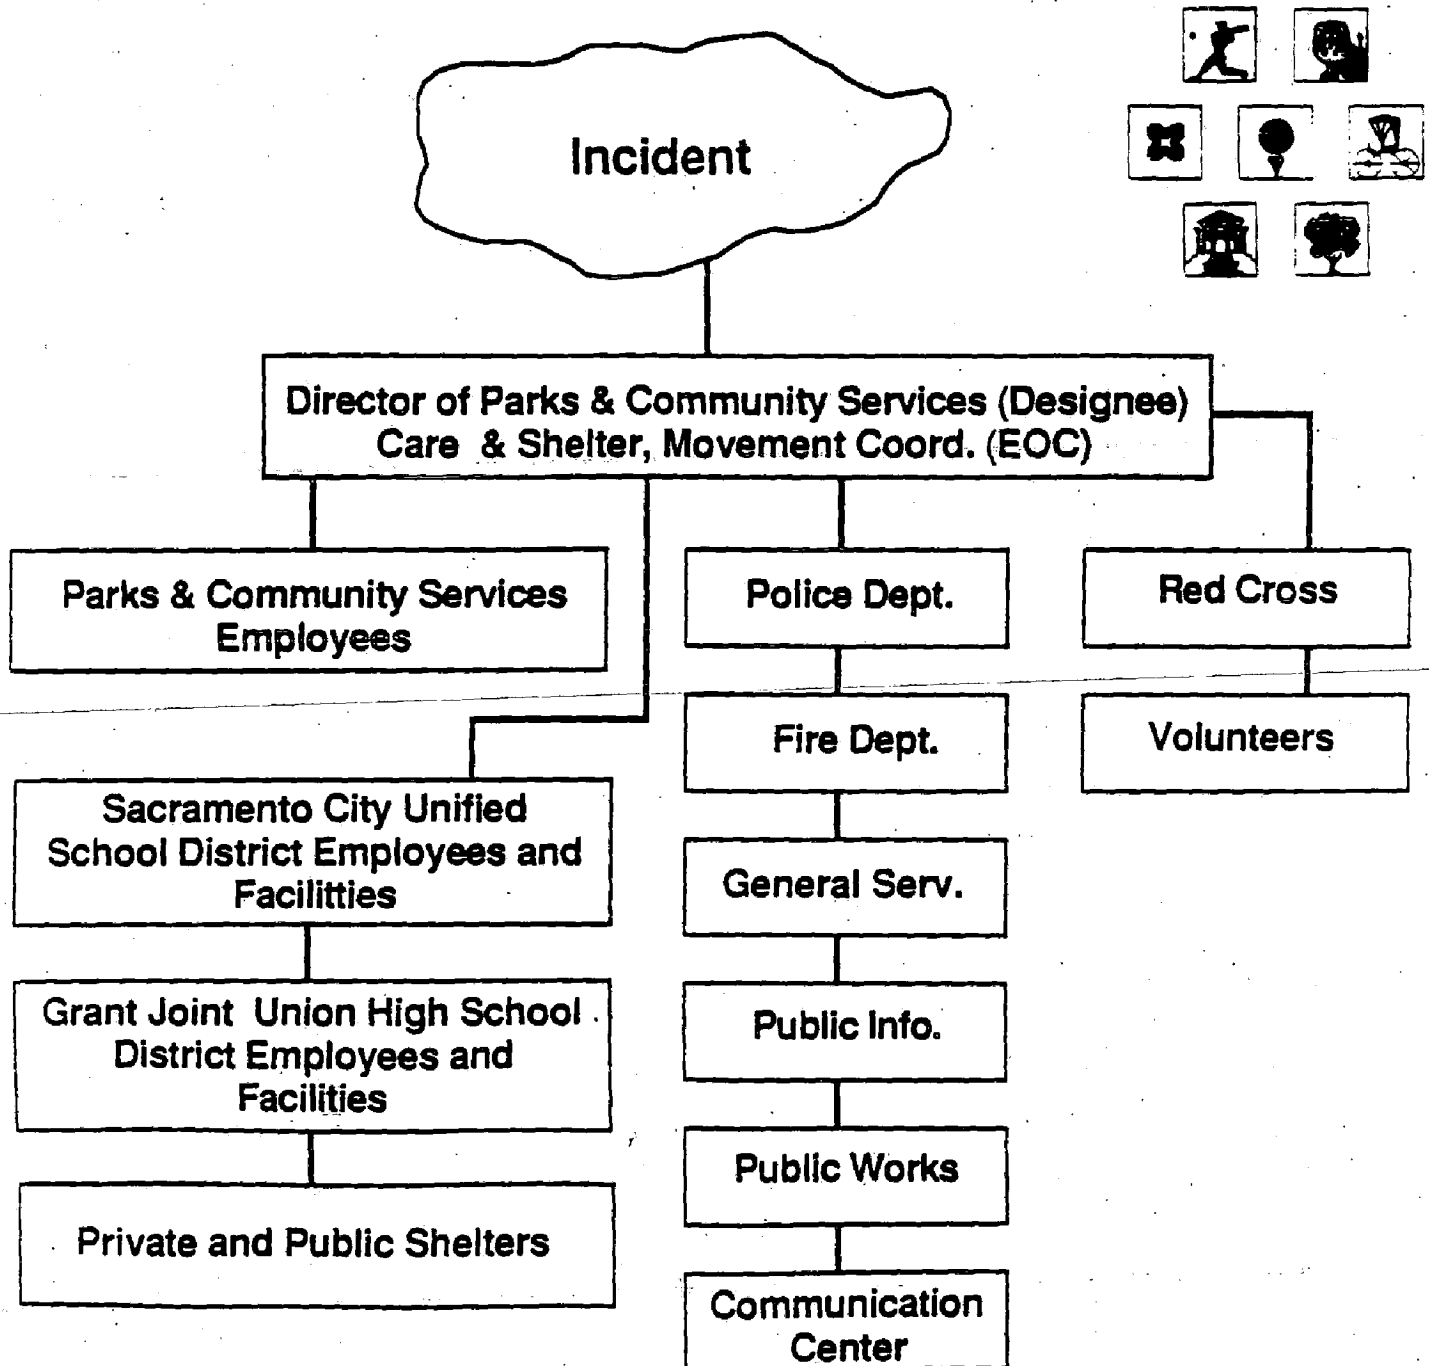 Incident
Director of Parks & Community Services (Designee)
Care & Shelter, Movement Coord. (EOC)
Parks & Community Services
Employees
Police Dept.
Red Cross
Fire Dept.
Volunteers
Sacramento City Unified
School District Employees and
Facilitties
General Serv.
Grant Joint Union High School
District Employees and
Facilities
Public Info.
Public Works
Private and Public Shelters
Communication
Center